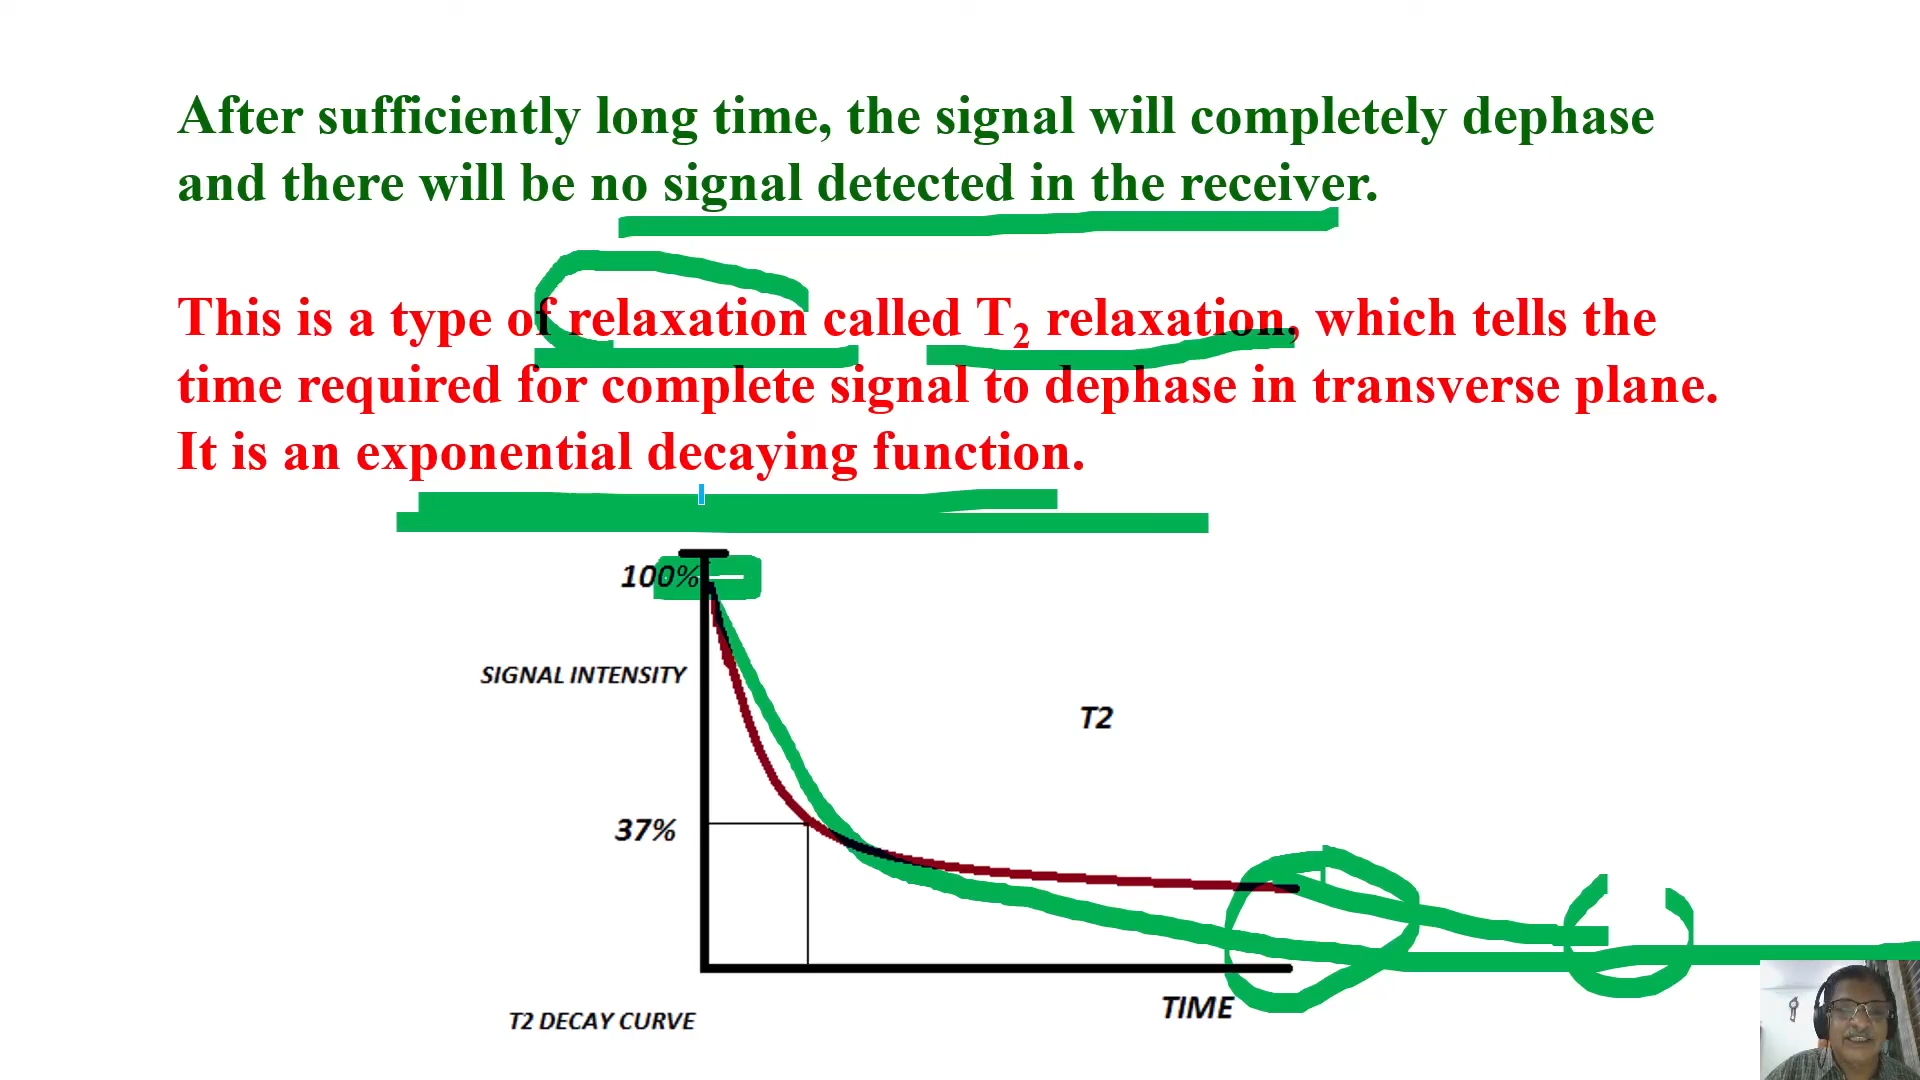 After sufficiently long time, the signal will completely dephase
and there will be no signal detected in the receiver.
This is a type of relaxation called T₂ relaxation, which tells the
time required for complete signal to dephase in transverse plane.
It is an exponential decaying function.
100%
SIGNAL INTENSITY
T2
37%
TIME
T2 DECAY CURVE